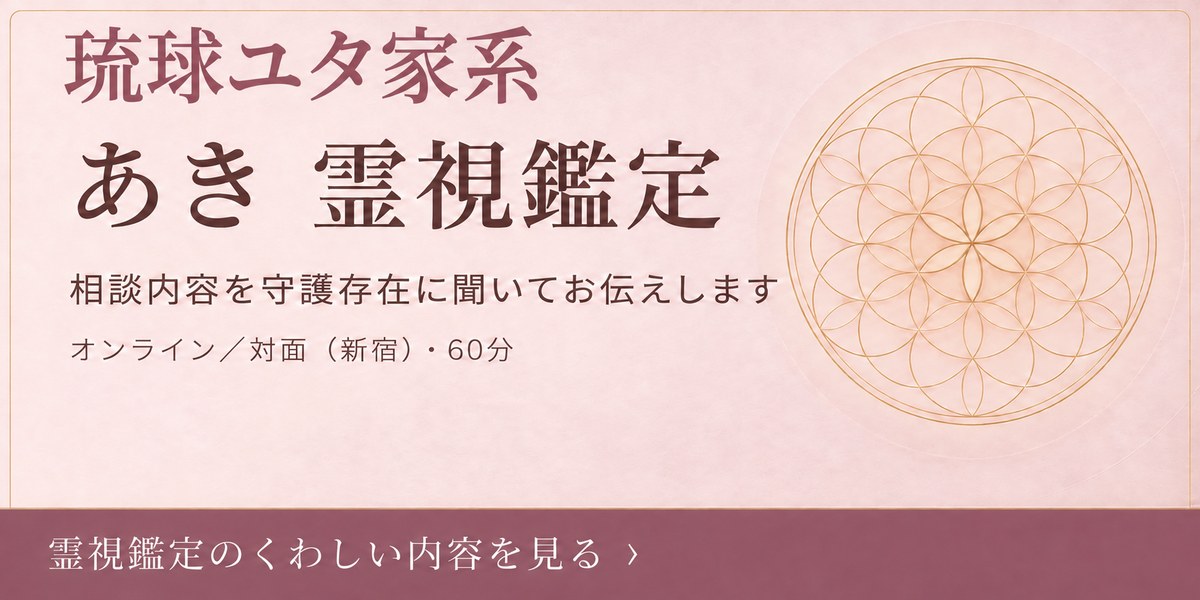 琉球ユタ家系
あき 霊視鑑定
相談内容を守護存在に聞いてお伝えします
オンライン／対面（新宿）・60分
霊視鑑定のくわしい内容を見る ›